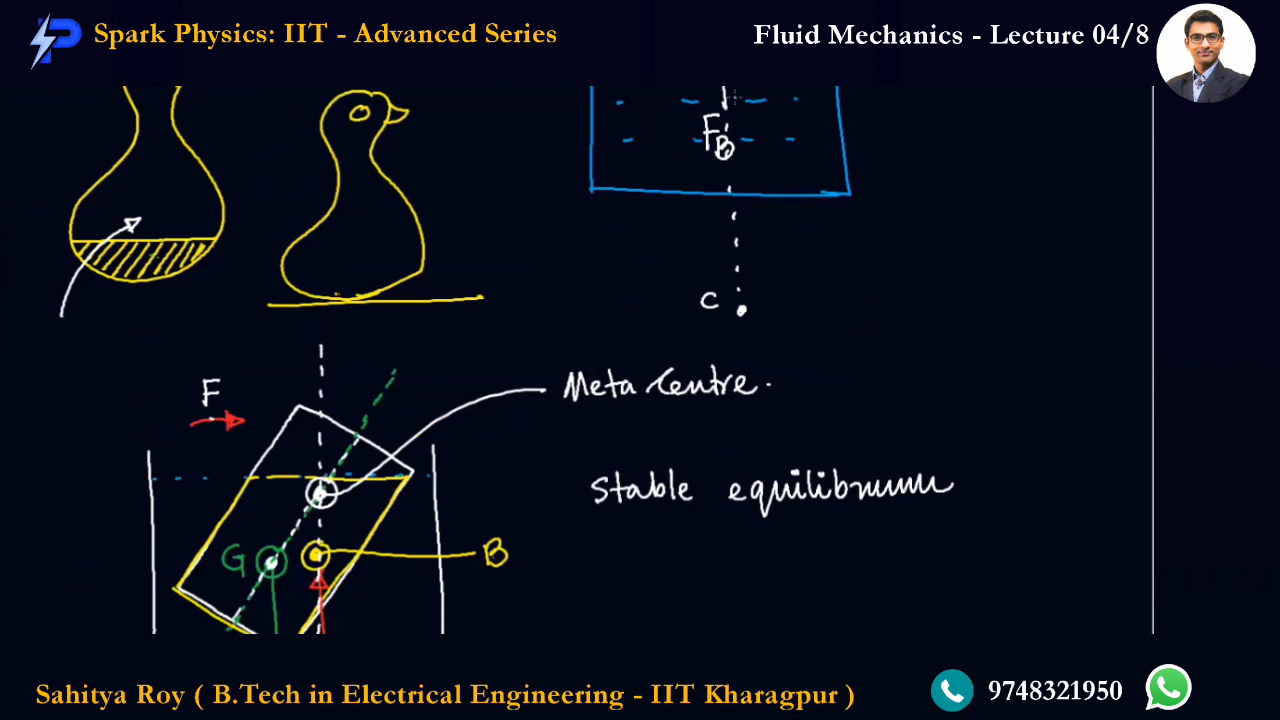 Spark Physics: IIT - Advanced Series
Fluid Mechanics - Lecture 04/8
F_B
C
F
Meta Centre.
Stable equilibrium
G
B
Sahitya Roy ( B.Tech in Electrical Engineering - IIT Kharagpur )
9748321950